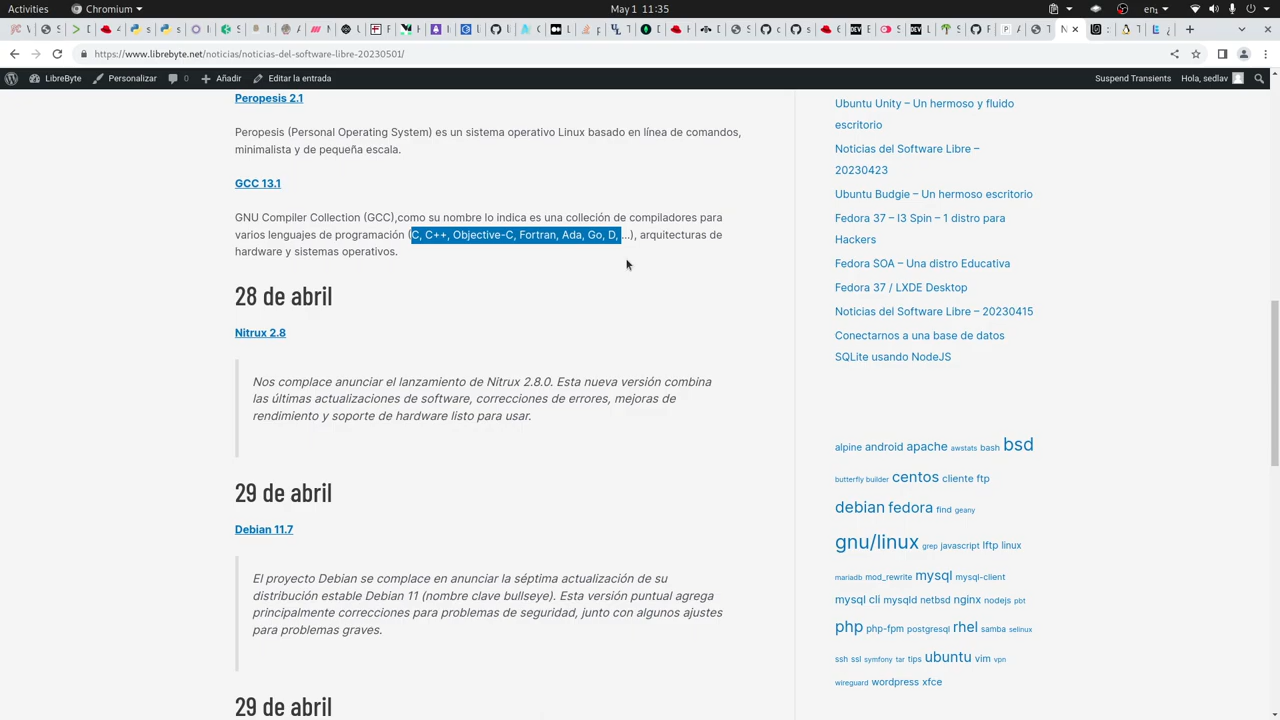 Activities
Chromium
May 1 11:35
https://www.librebyte.net/noticias/noticias-del-software-libre-20230501/
LibreByte
Personalizar
0
Añadir
Editar la entrada
Suspend Transients
Hola, sedlav
Peropesis 2.1
Peropesis (Personal Operating System) es un sistema operativo Linux basado en línea de comandos,
minimalista y de pequeña escala.
GCC 13.1
GNU Compiler Collection (GCC),como su nombre lo indica es una colleción de compiladores para
varios lenguajes de programación (C, C++, Objective-C, Fortran, Ada, Go, D, ...), arquitecturas de
hardware y sistemas operativos.
28 de abril
Nitrux 2.8
Nos complace anunciar el lanzamiento de Nitrux 2.8.0. Esta nueva versión combina
las últimas actualizaciones de software, correcciones de errores, mejoras de
rendimiento y soporte de hardware listo para usar.
29 de abril
Debian 11.7
El proyecto Debian se complace en anunciar la séptima actualización de su
distribución estable Debian 11 (nombre clave bullseye). Esta versión puntual agrega
principalmente correcciones para problemas de seguridad, junto con algunos ajustes
para problemas graves.
29 de abril
Ubuntu Unity – Un hermoso y fluido
escritorio
Noticias del Software Libre –
20230423
Ubuntu Budgie – Un hermoso escritorio
Fedora 37 – I3 Spin – 1 distro para
Hackers
Fedora SOA – Una distro Educativa
Fedora 37 / LXDE Desktop
Noticias del Software Libre – 20230415
Conectarnos a una base de datos
SQLite usando NodeJS
alpine android apache awstats bash bsd
butterfly builder centos cliente ftp
debian fedora find geany
gnu/linux grep javascript lftp linux
mariadb mod_rewrite mysql mysql-client
mysql cli mysqld netbsd nginx nodejs pbt
php php-fpm postgresql rhel samba selinux
ssh ssl symfony tar tips ubuntu vim vpn
wireguard wordpress xfce